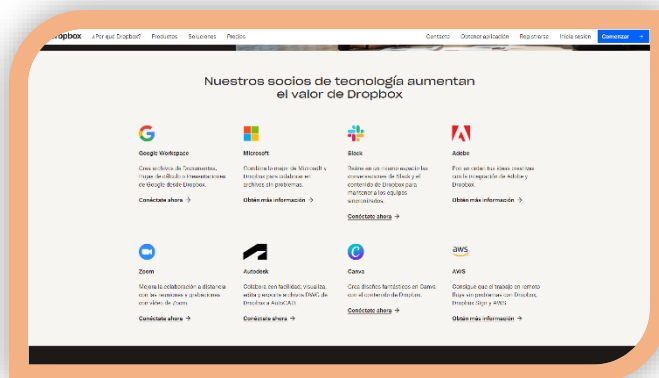 Dropbox ¿Por qué Dropbox? Productos Soluciones Precios Contacto Obtener aplicación Registrarse Inicia sesión Comenzar →
Nuestros socios de tecnología aumentan
el valor de Dropbox
Google Workspace
Crea archivos de Documentos,
Hojas de cálculo o Presentaciones
de Google desde Dropbox.
Conéctate ahora →
Microsoft
Combina lo mejor de Microsoft y
Dropbox para colaborar en
archivos sin problemas.
Obtén más información →
Slack
Reúne en un mismo espacio las
conversaciones de Slack y el
contenido de Dropbox para
mantener a los equipos
sincronizados.
Conéctate ahora →
Adobe
Pon en orden tus ideas creativas
con la integración de Adobe y
Dropbox.
Obtén más información →
Zoom
Mejora la colaboración a distancia
con las reuniones y grabaciones
con vídeo de Zoom.
Conéctate ahora →
Autodesk
Colabora con facilidad: visualiza,
edita y exporta archivos DWG de
Dropbox a AutoCAD.
Conéctate ahora →
Canva
Crea diseños fantásticos en Canva
con el contenido de Dropbox.
Conéctate ahora →
aws
AWS
Consigue que el trabajo en remoto
fluya sin problemas con Dropbox,
Dropbox Sign y AWS.
Obtén más información →